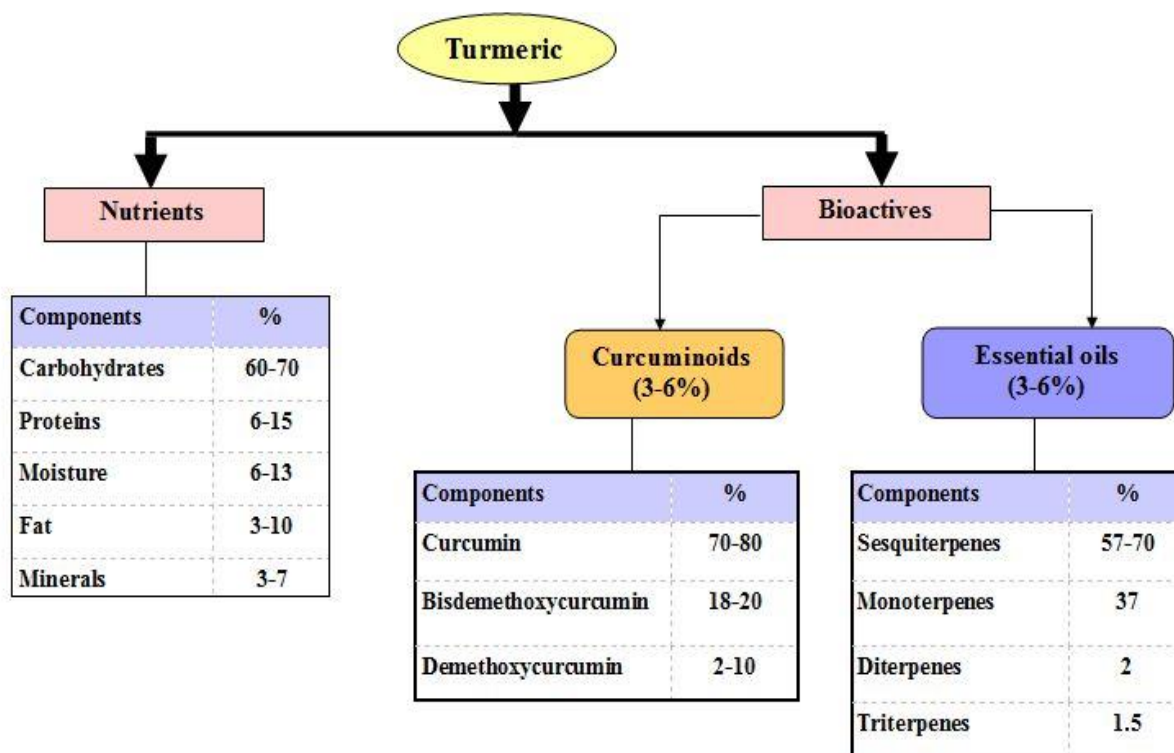 Turmeric
Nutrients
Bioactives
Components %
Carbohydrates 60-70
Proteins 6-15
Moisture 6-13
Fat 3-10
Minerals 3-7
Curcuminoids
(3-6%)
Components %
Curcumin 70-80
Bisdemethoxycurcumin 18-20
Demethoxycurcumin 2-10
Essential oils
(3-6%)
Components %
Sesquiterpenes 57-70
Monoterpenes 37
Diterpenes 2
Triterpenes 1.5